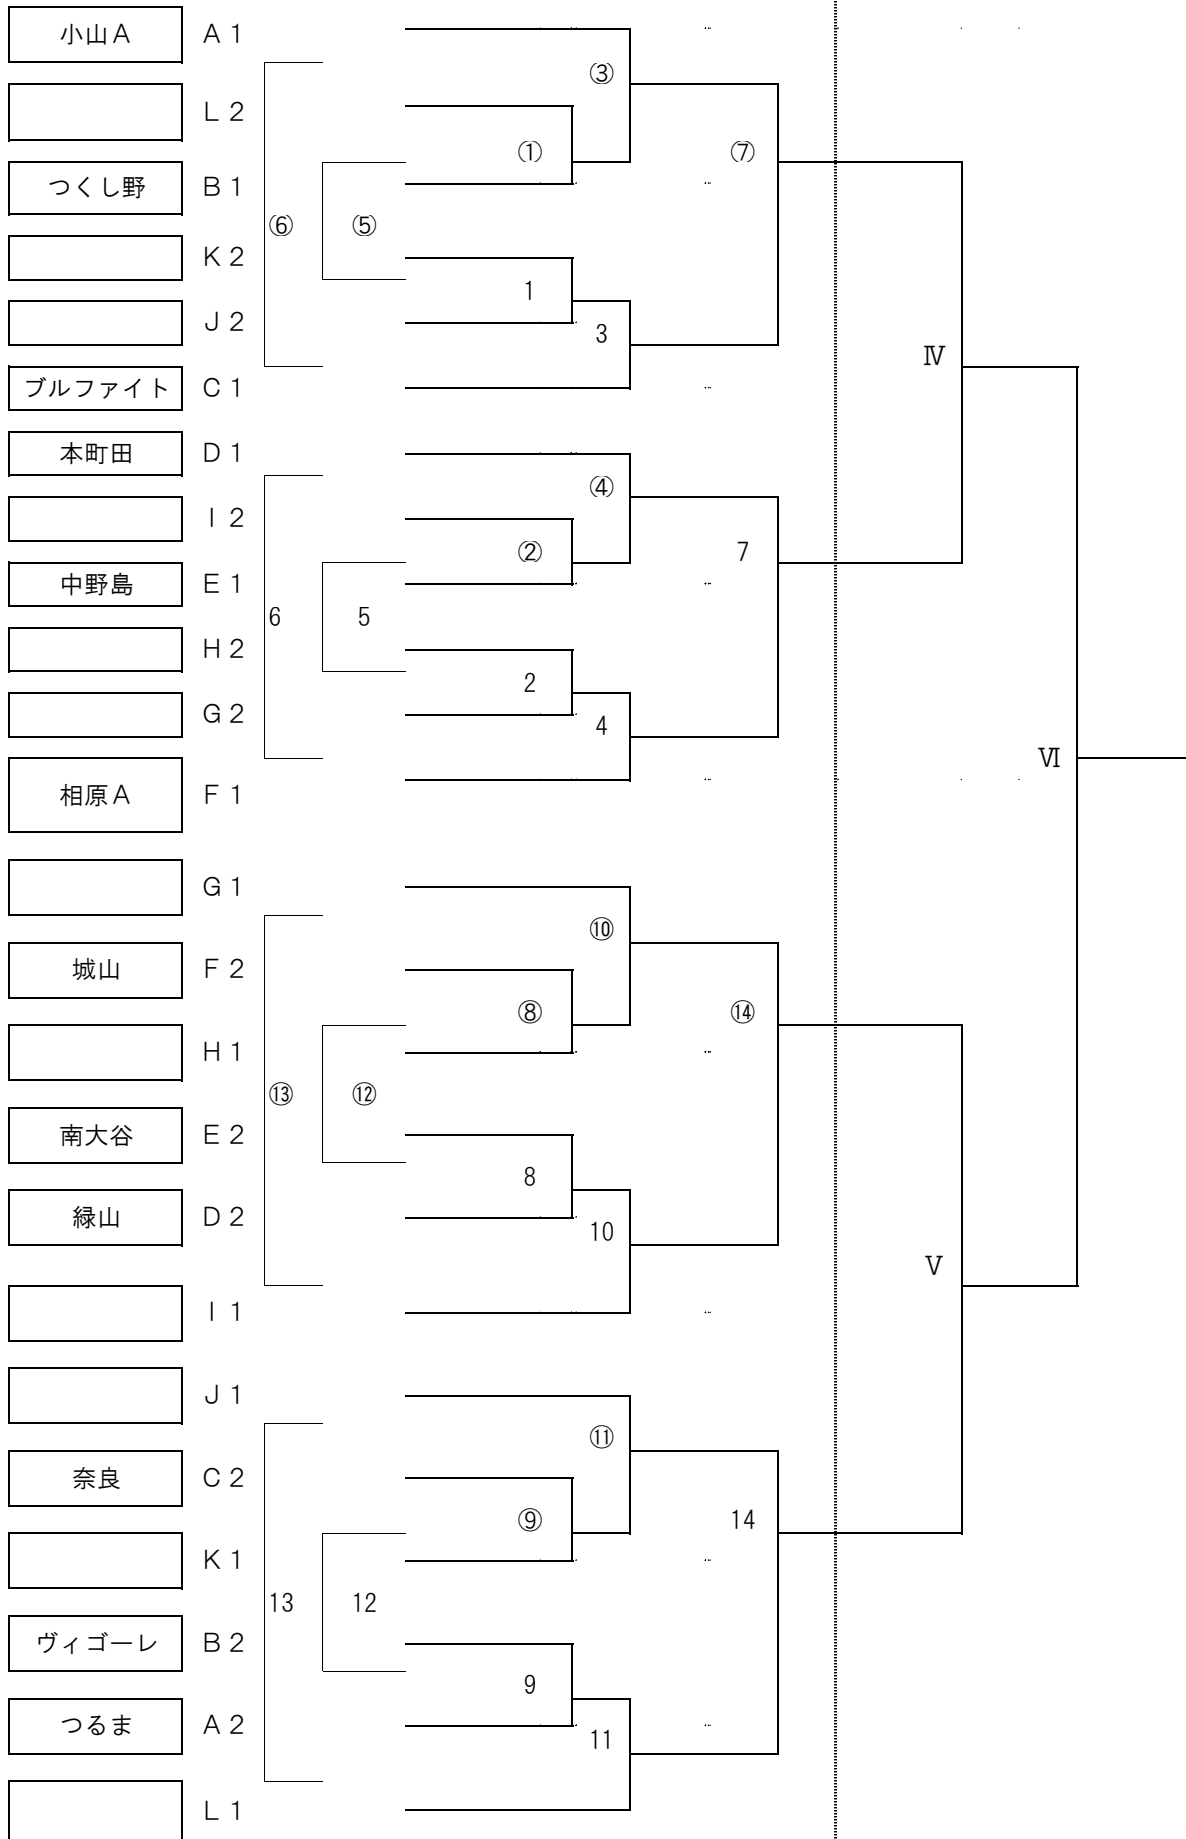 小山Ａ Ａ１
③
Ｌ２
① ⑦
つくし野 Ｂ１
⑥ ⑤
Ｋ２
1
Ｊ２
3
Ⅳ
ブルファイト Ｃ１
本町田 Ｄ１
④
Ｉ２
② 7
中野島 Ｅ１
6 5
Ｈ２
2
Ｇ２
4
Ⅵ
相原Ａ Ｆ１
Ｇ１
⑩
城山 Ｆ２
⑧ ⑭
Ｈ１
⑬ ⑫
南大谷 Ｅ２
8
緑山 Ｄ２
10
Ⅴ
Ｉ１
Ｊ１
⑪
奈良 Ｃ２
⑨ 14
Ｋ１
13 12
ヴィゴーレ Ｂ２
9
つるま Ａ２
11
Ｌ１